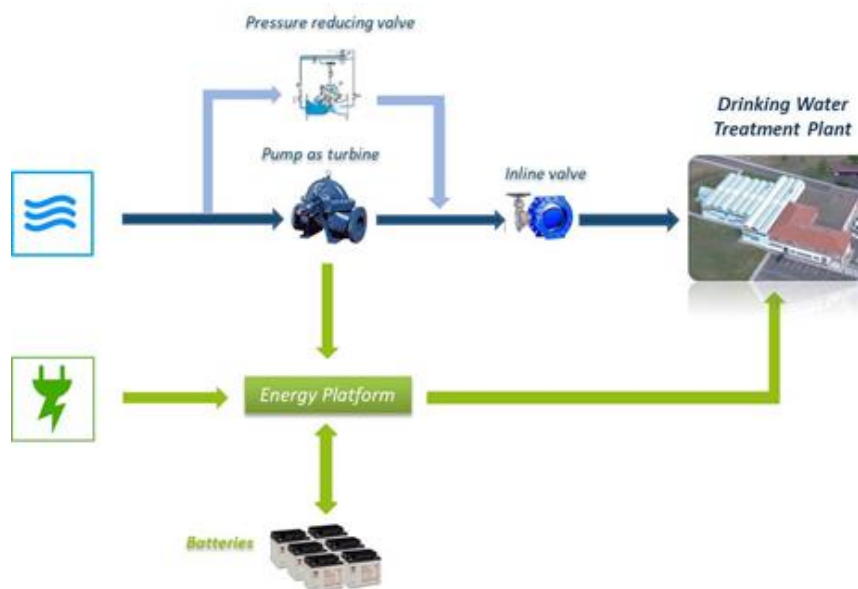 Pressure reducing valve
Drinking Water
Treatment Plant
Pump as turbine
Inline valve
Energy Platform
Batteries